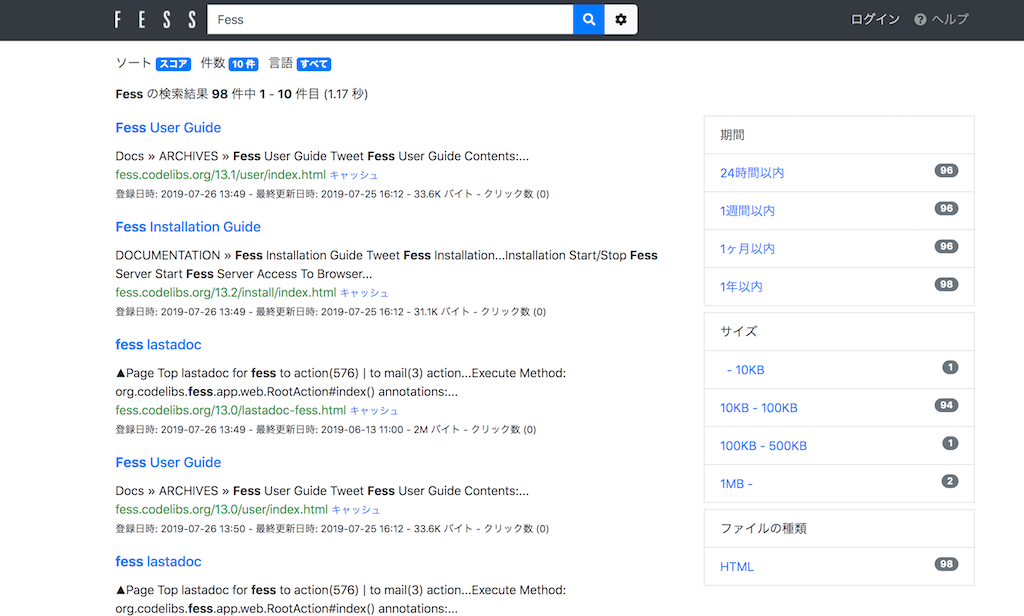 FESS
Fess
ログイン ヘルプ
ソート スコア 件数 10 件 言語 すべて
Fess の検索結果 98 件中 1 - 10 件目 (1.17 秒)
Fess User Guide
Docs » ARCHIVES » Fess User Guide Tweet Fess User Guide Contents:...
fess.codelibs.org/13.1/user/index.html キャッシュ
登録日時: 2019-07-26 13:49 - 最終更新日時: 2019-07-25 16:12 - 33.6K バイト - クリック数 (0)
Fess Installation Guide
DOCUMENTATION » Fess Installation Guide Tweet Fess Installation...Installation Start/Stop Fess
Server Start Fess Server Access To Browser...
fess.codelibs.org/13.2/install/index.html キャッシュ
登録日時: 2019-07-26 13:49 - 最終更新日時: 2019-07-25 16:12 - 31.1K バイト - クリック数 (0)
fess lastadoc
▲Page Top lastadoc for fess to action(576) | to mail(3) action...Execute Method:
org.codelibs.fess.app.web.RootAction#index() annotations:...
fess.codelibs.org/13.0/lastadoc-fess.html キャッシュ
登録日時: 2019-07-26 13:49 - 最終更新日時: 2019-06-13 11:00 - 2M バイト - クリック数 (0)
Fess User Guide
Docs » ARCHIVES » Fess User Guide Tweet Fess User Guide Contents:...
fess.codelibs.org/13.0/user/index.html キャッシュ
登録日時: 2019-07-26 13:50 - 最終更新日時: 2019-07-25 16:12 - 33.6K バイト - クリック数 (0)
fess lastadoc
▲Page Top lastadoc for fess to action(576) | to mail(3) action...Execute Method:
org.codelibs.fess.app.web.RootAction#index() annotations:...
期間
24時間以内 96
1週間以内 96
1ヶ月以内 96
1年以内 98
サイズ
- 10KB 1
10KB - 100KB 94
100KB - 500KB 1
1MB - 2
ファイルの種類
HTML 98